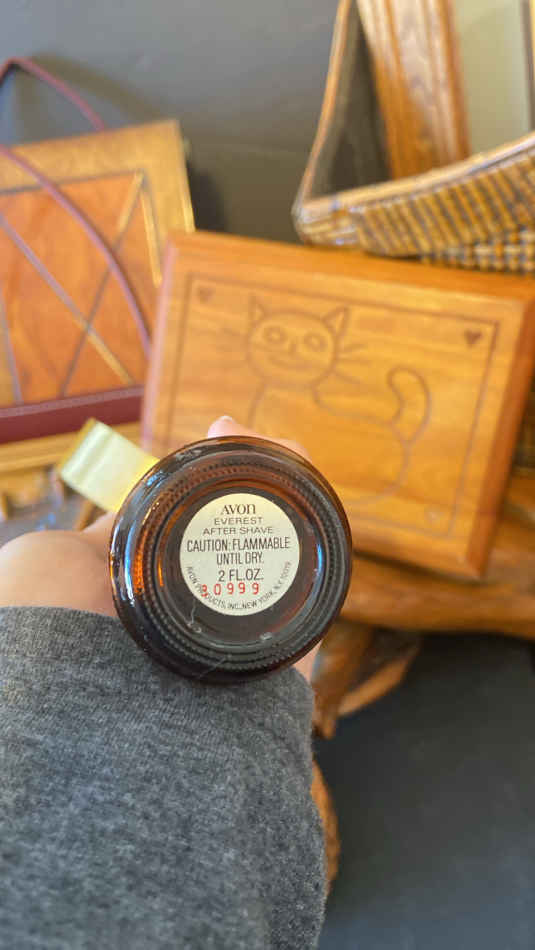 AVON
EVEREST
AFTER SHAVE
CAUTION: FLAMMABLE
UNTIL DRY.
2 FL.OZ.
0999
AVON PRODUCTS, INC., NEW YORK, N.Y. 10019